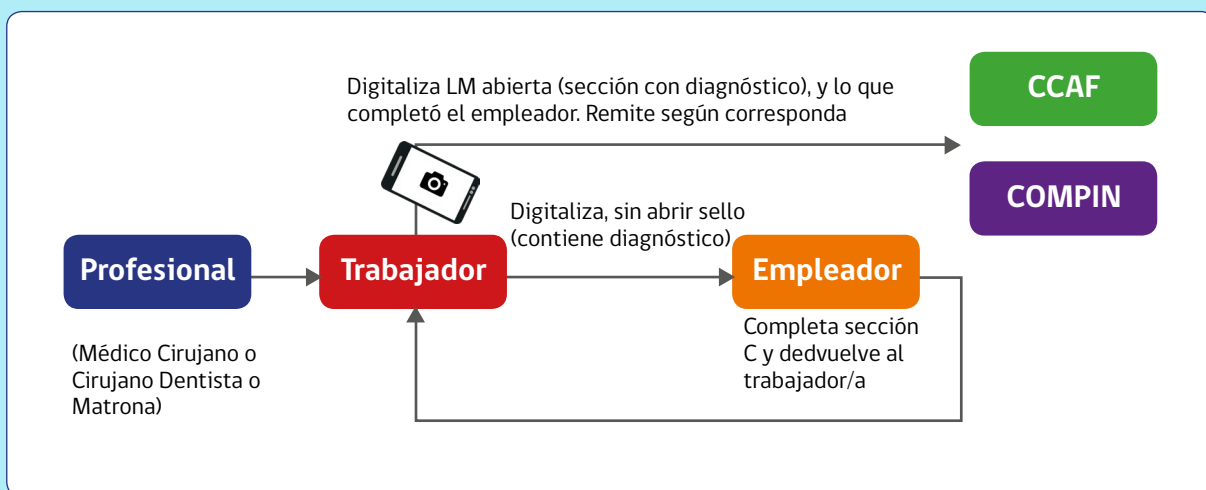 Digitaliza LM abierta (sección con diagnóstico), y lo que
completó el empleador. Remite según corresponda
CCAF
COMPIN
Digitaliza, sin abrir sello
(contiene diagnóstico)
Profesional
Trabajador
Empleador
(Médico Cirujano o
Cirujano Dentista o
Matrona)
Completa sección
C y dedvuelve al
trabajador/a